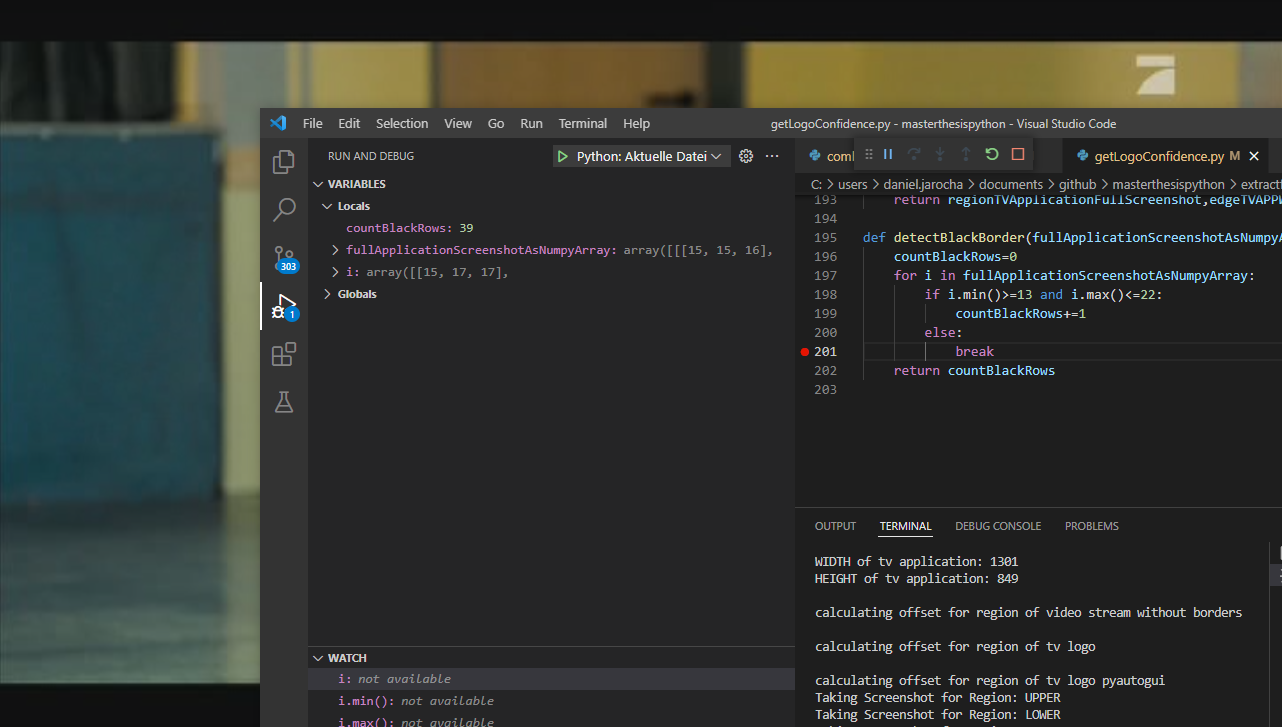 File Edit Selection View Go Run Terminal Help
getLogoConfidence.py - masterthesispython - Visual Studio Code
RUN AND DEBUG
Python: Aktuelle Datei
VARIABLES
Locals
countBlackRows: 39
fullApplicationScreenshotAsNumpyArray: array([[[15, 15, 16],
i: array([[15, 17, 17],
Globals
303
1
WATCH
i: not available
i.min(): not available
i.max(): not available
getLogoConfidence.py M
C: > users > daniel.jarocha > documents > github > masterthesispython >
193 return regionTVApplicationFullScreenshot,edgeTVAPPW
194
195 def detectBlackBorder(fullApplicationScreenshotAsNumpyA
196 countBlackRows=0
197 for i in fullApplicationScreenshotAsNumpyArray:
198 if i.min()>=13 and i.max()<=22:
199 countBlackRows+=1
200 else:
201 break
202 return countBlackRows
203
OUTPUT TERMINAL DEBUG CONSOLE PROBLEMS
WIDTH of tv application: 1301
HEIGHT of tv application: 849
calculating offset for region of video stream without borders
calculating offset for region of tv logo
calculating offset for region of tv logo pyautogui
Taking Screenshot for Region: UPPER
Taking Screenshot for Region: LOWER